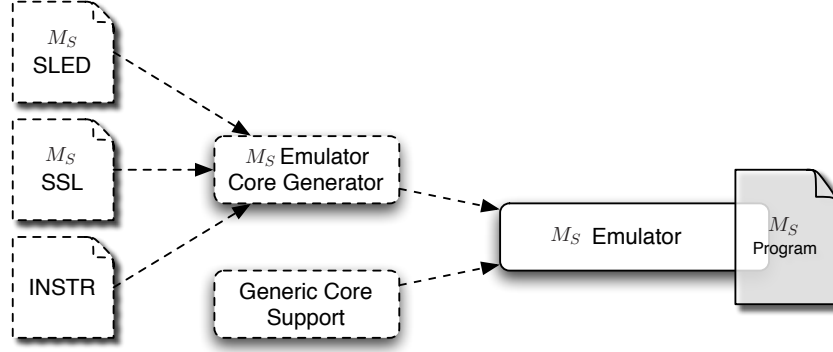 M_S
SLED
M_S
SSL
INSTR
M_S Emulator
Core Generator
Generic Core
Support
M_S Emulator
M_S
Program